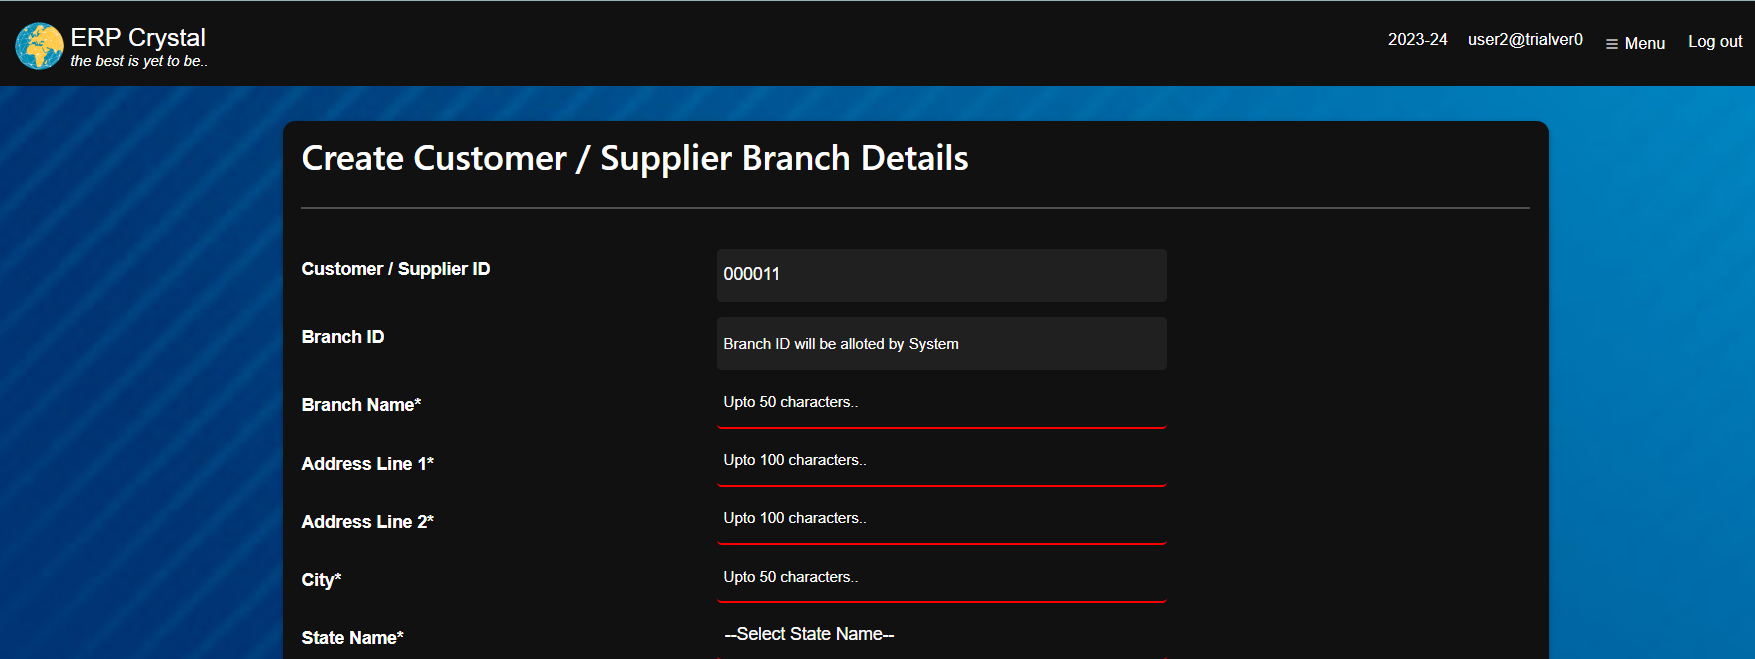 ERP Crystal
the best is yet to be..
2023-24 user2@trialver0 Menu Log out
Create Customer / Supplier Branch Details
Customer / Supplier ID 000011
Branch ID Branch ID will be alloted by System
Branch Name* Upto 50 characters..
Address Line 1* Upto 100 characters..
Address Line 2* Upto 100 characters..
City* Upto 50 characters..
State Name* --Select State Name--